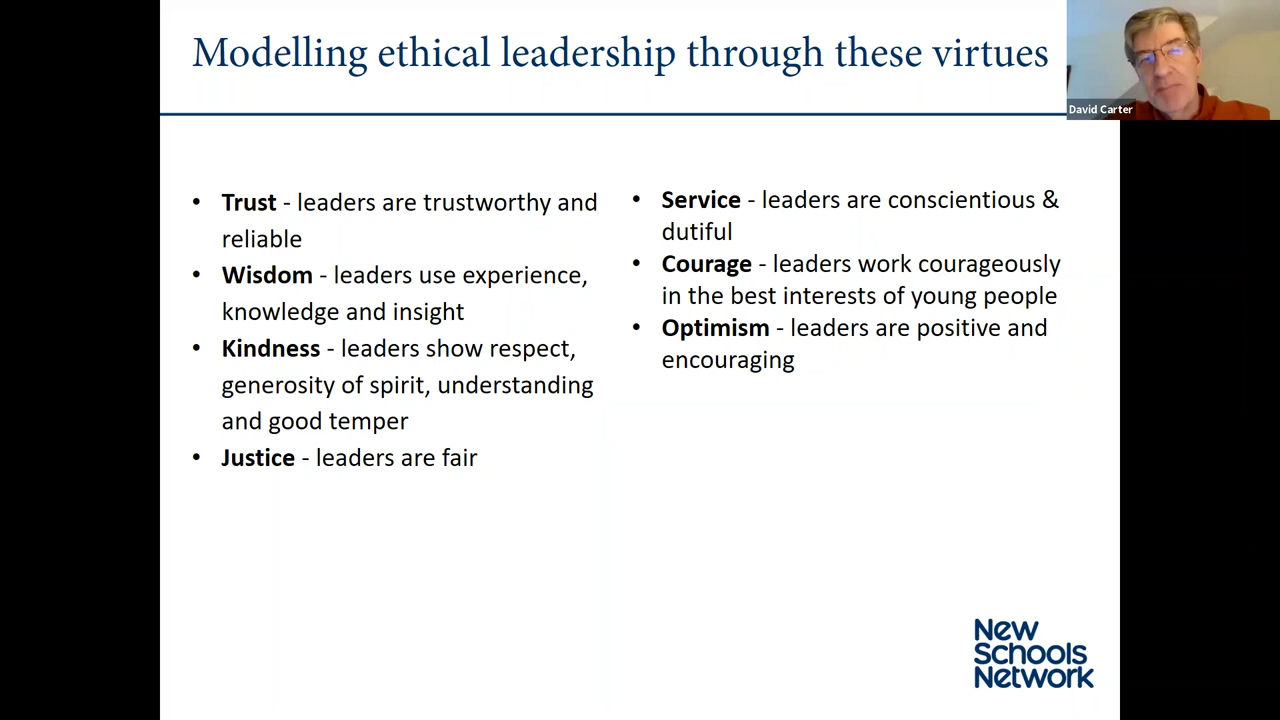 Modelling ethical leadership through these virtues
David Carter
• Trust - leaders are trustworthy and
reliable
• Wisdom - leaders use experience,
knowledge and insight
• Kindness - leaders show respect,
generosity of spirit, understanding
and good temper
• Justice - leaders are fair
• Service - leaders are conscientious &
dutiful
• Courage - leaders work courageously
in the best interests of young people
• Optimism - leaders are positive and
encouraging
New
Schools
Network